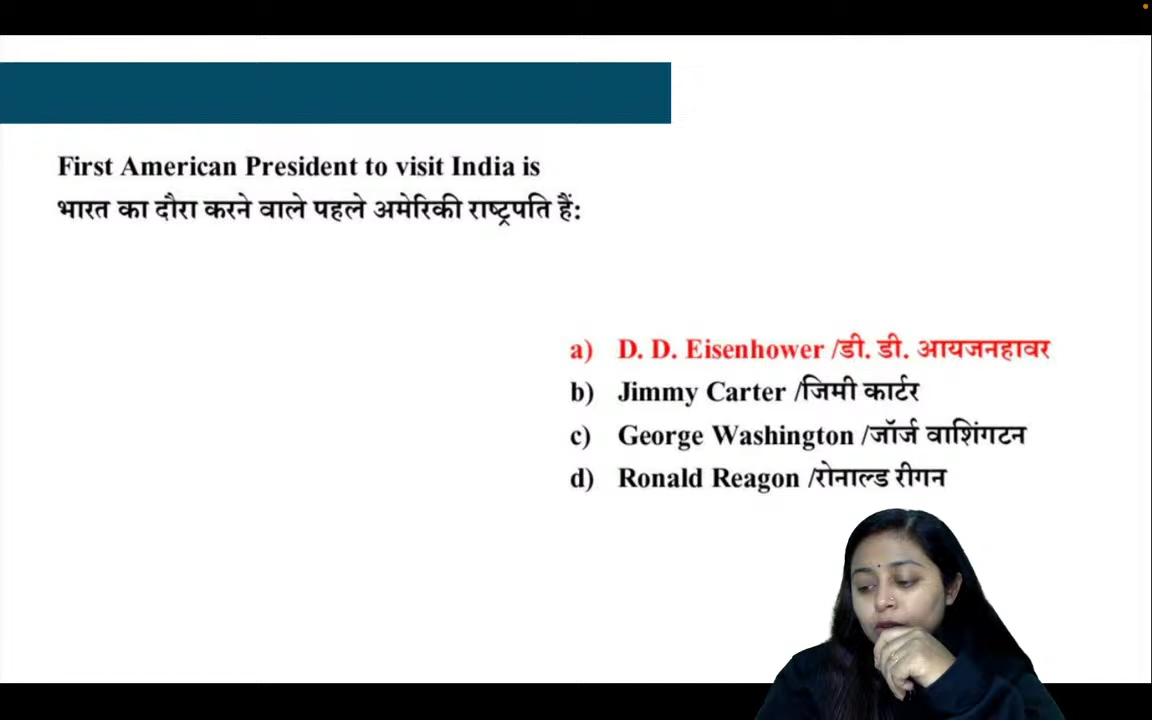 First American President to visit India is
भारत का दौरा करने वाले पहले अमेरिकी राष्ट्रपति हैं:
a) D. D. Eisenhower /डी. डी. आयजनहावर
b) Jimmy Carter /जिमी कार्टर
c) George Washington /जॉर्ज वाशिंगटन
d) Ronald Reagon /रोनाल्ड रीगन